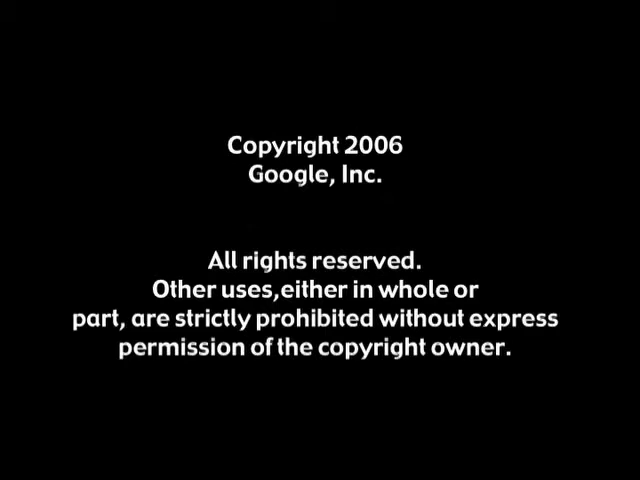 Copyright 2006
Google, Inc.
All rights reserved.
Other uses,either in whole or
part, are strictly prohibited without express
permission of the copyright owner.